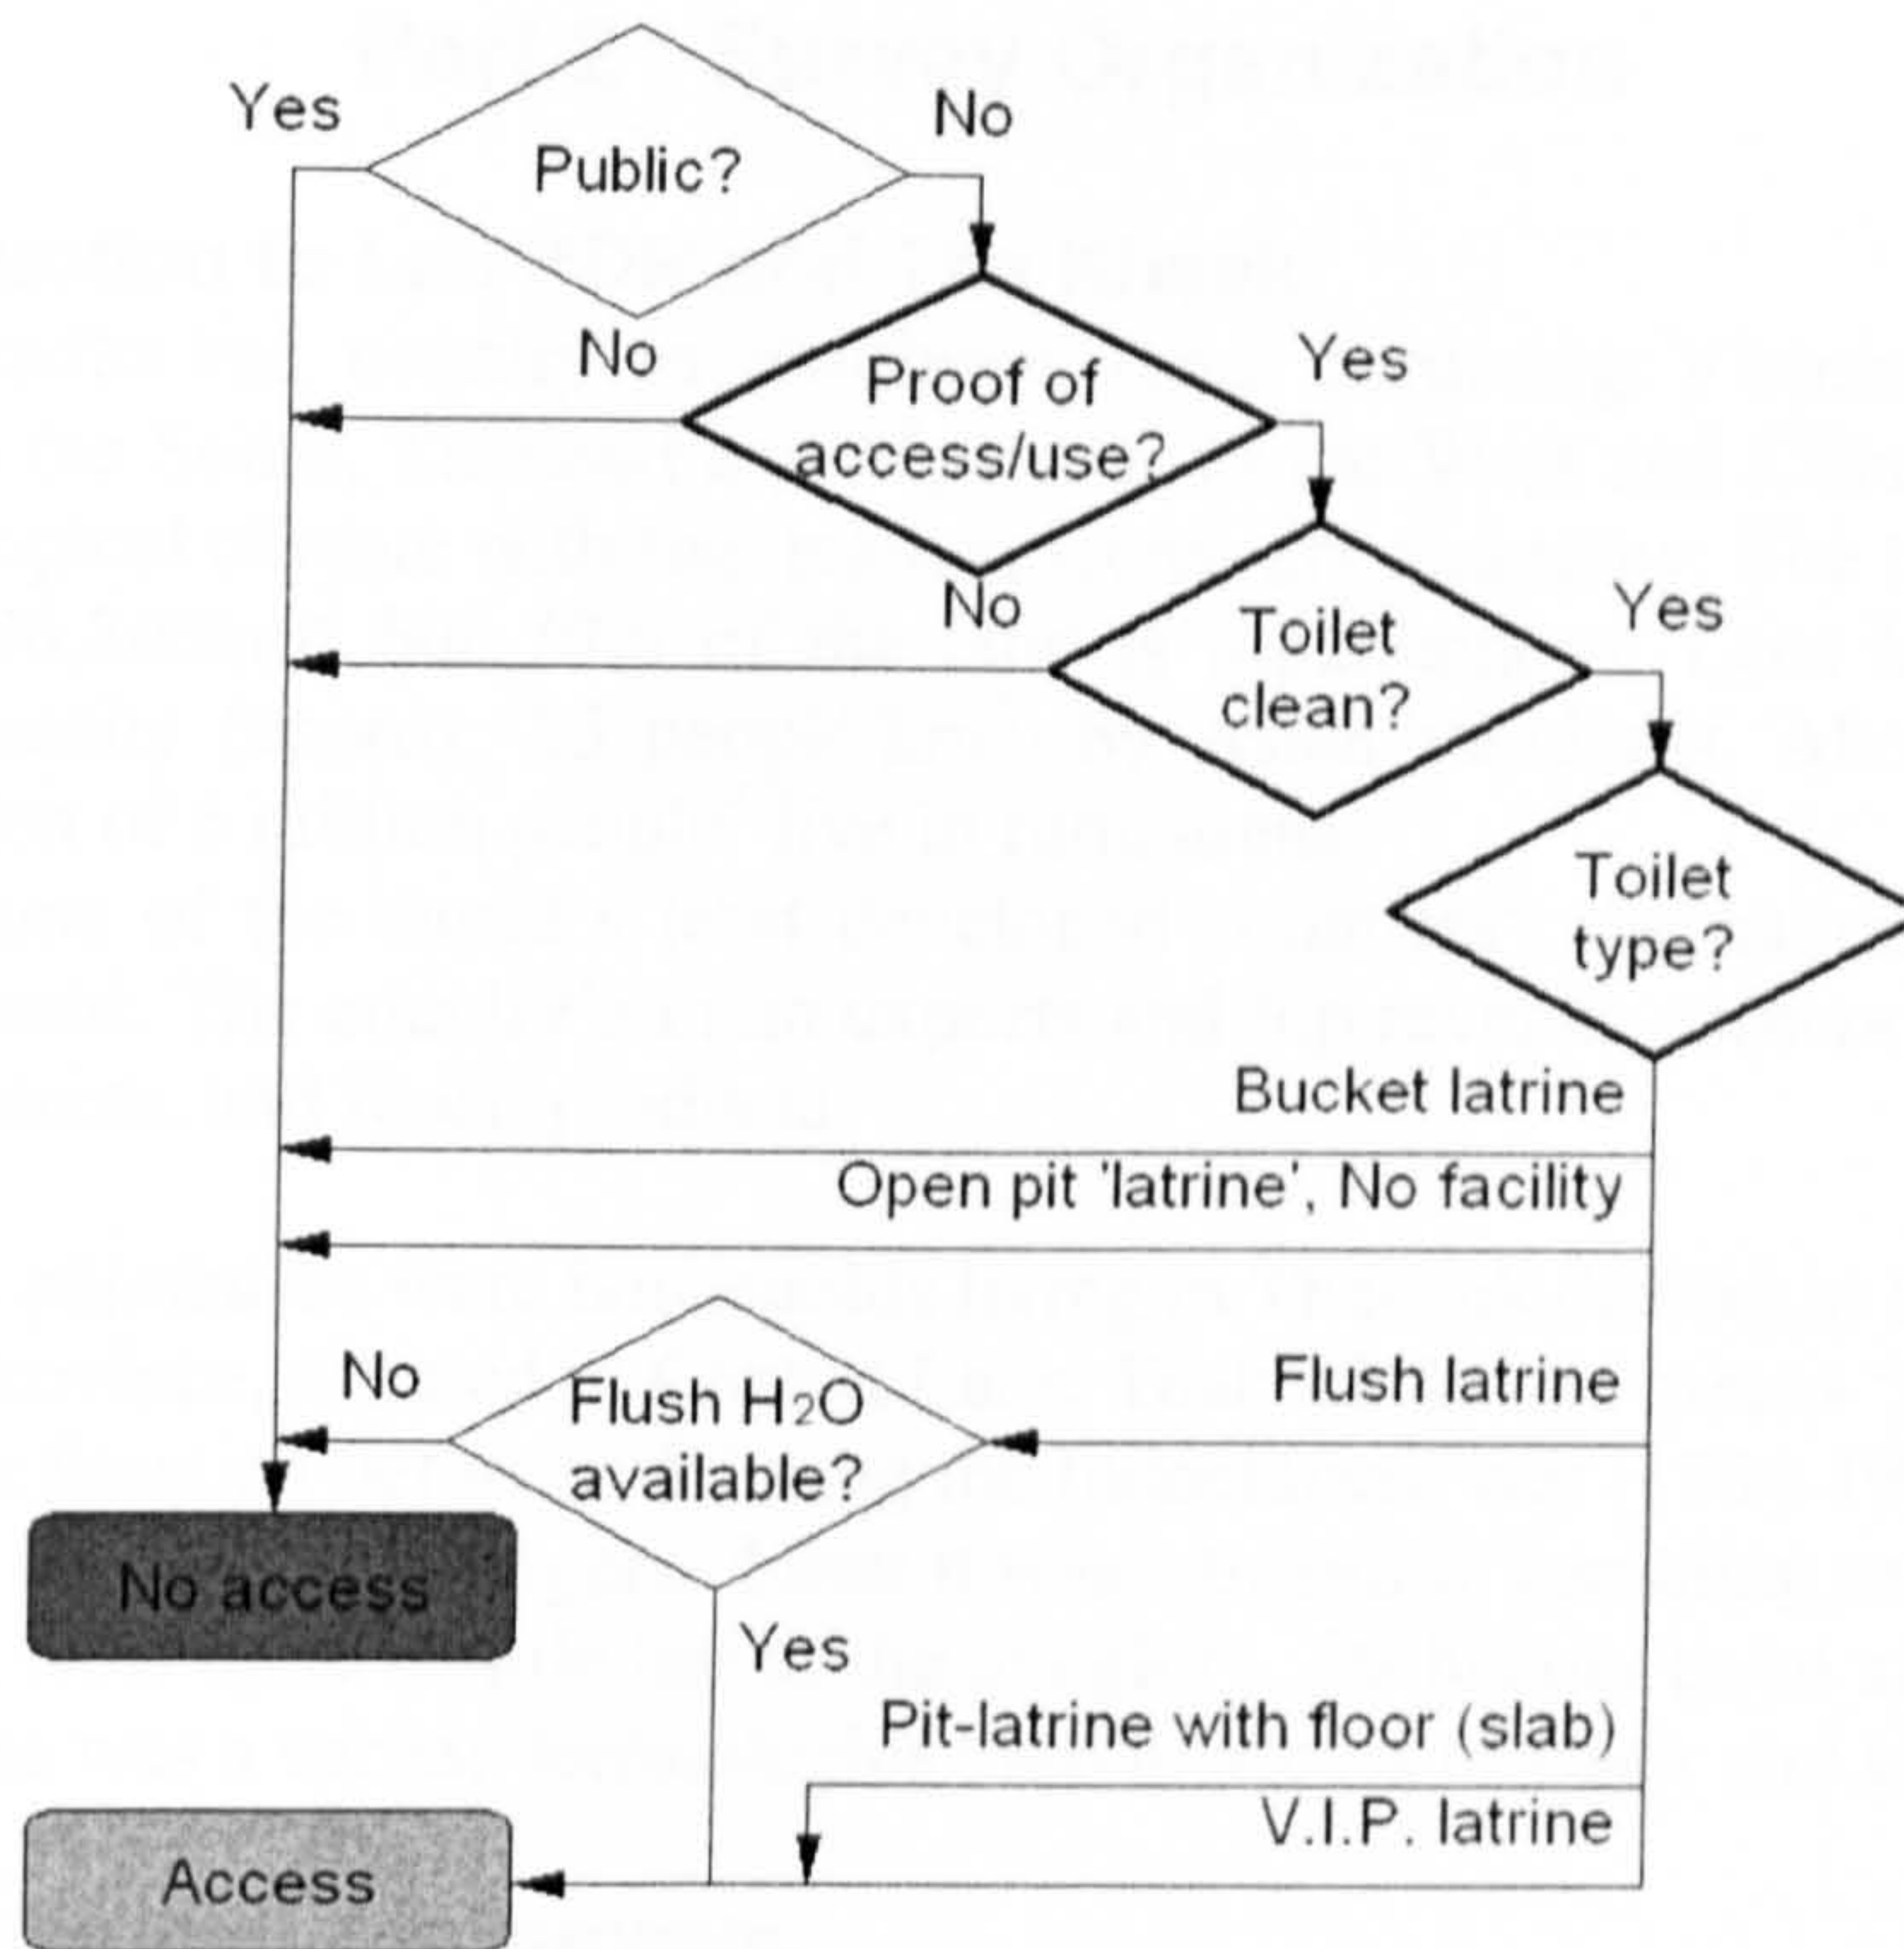 Yes
No
Public?
No
Yes
Proof of
access/use?
No
Yes
Toilet
clean?
Toilet
type?
Bucket latrine
Open pit 'latrine', No facility
No
Flush H₂O
available?
Flush latrine
No access
Yes
Pit-latrine with floor (slab)
V.I.P. latrine
Access